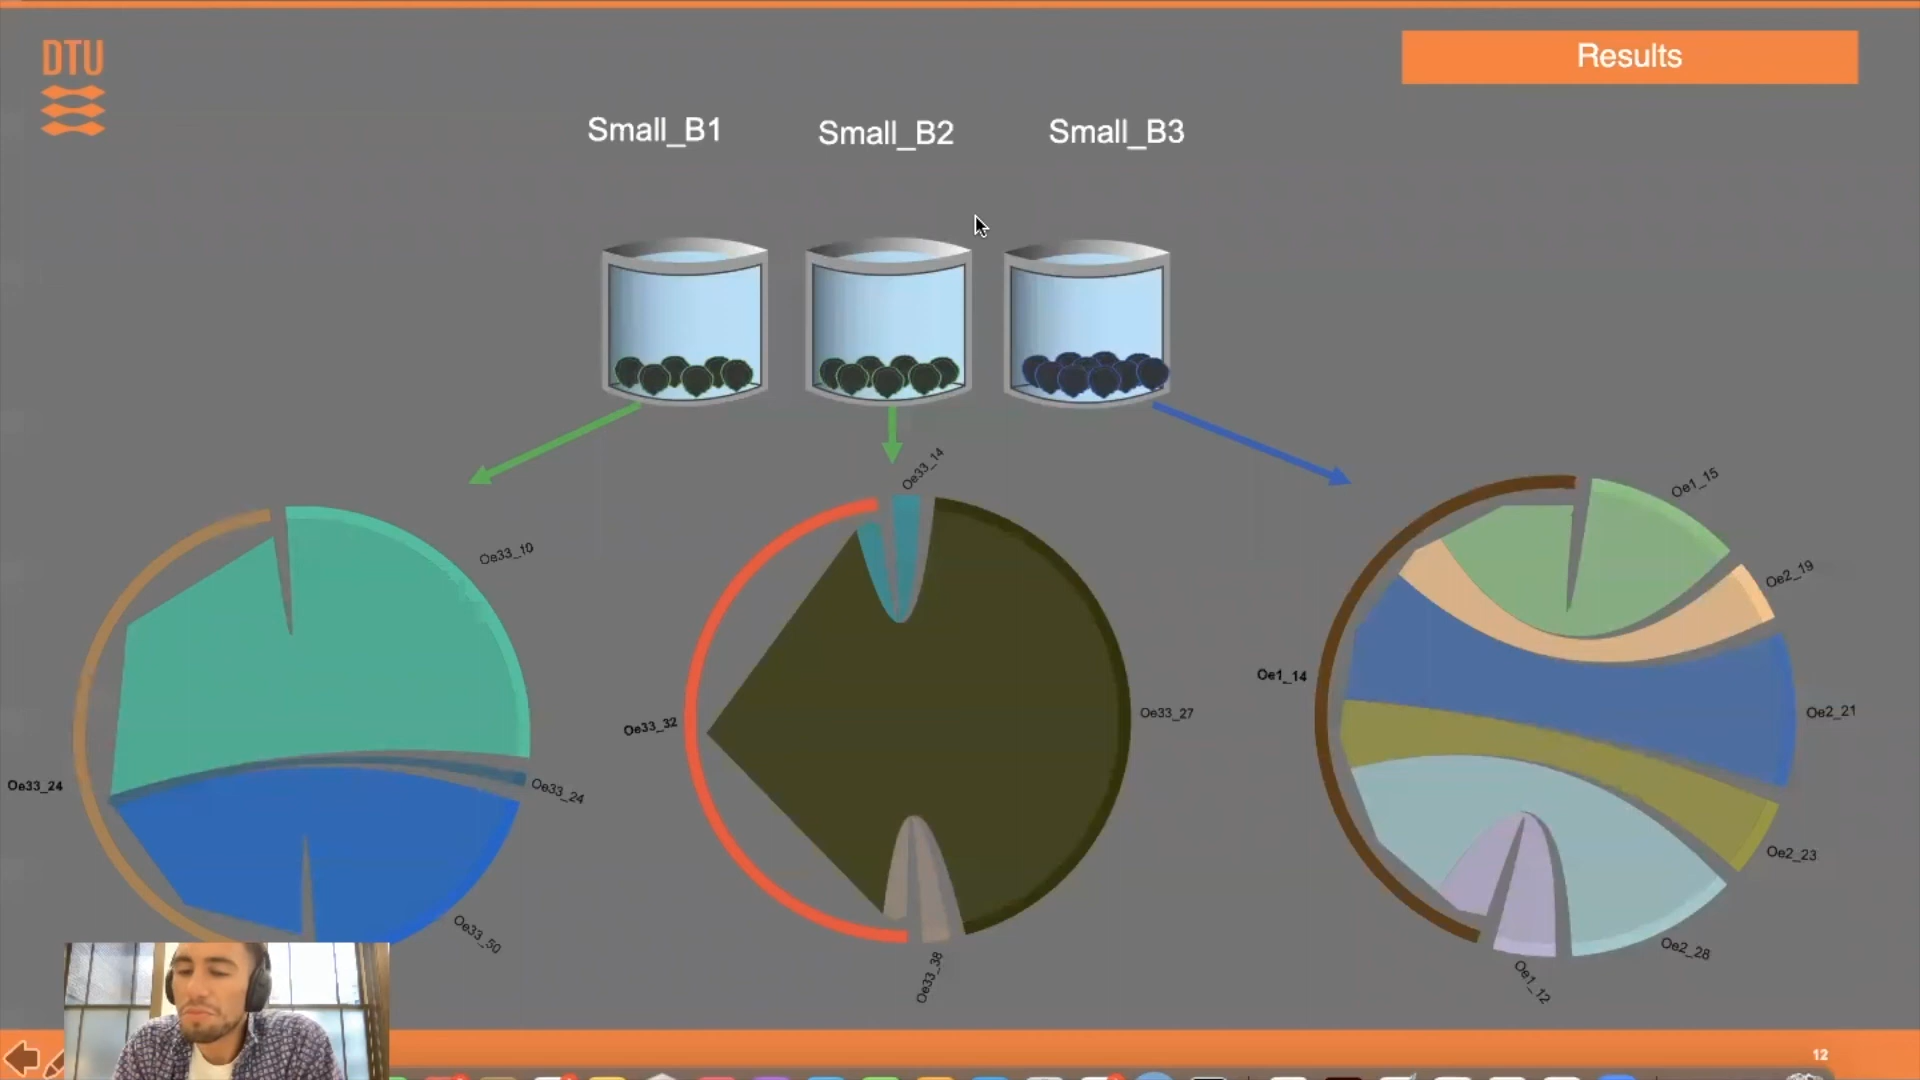 DTU
Results
Small_B1
Small_B2
Small_B3
Oe33_10
Oe33_24
Oe33_24
Oe33_50
Oe33_14
Oe33_32
Oe33_27
Oe33_38
Oe1_15
Oe2_19
Oe1_14
Oe2_21
Oe2_23
Oe2_28
Oe1_12
12